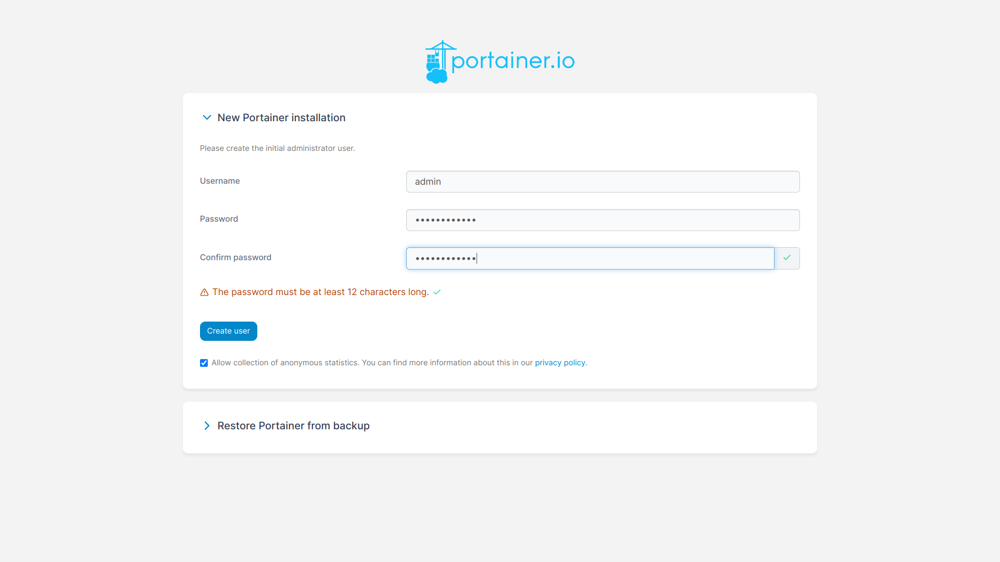 portainer.io
New Portainer installation
Please create the initial administrator user.
Username
admin
Password
••••••••••••
Confirm password
••••••••••••
The password must be at least 12 characters long.
Create user
Allow collection of anonymous statistics. You can find more information about this in our privacy policy.
Restore Portainer from backup